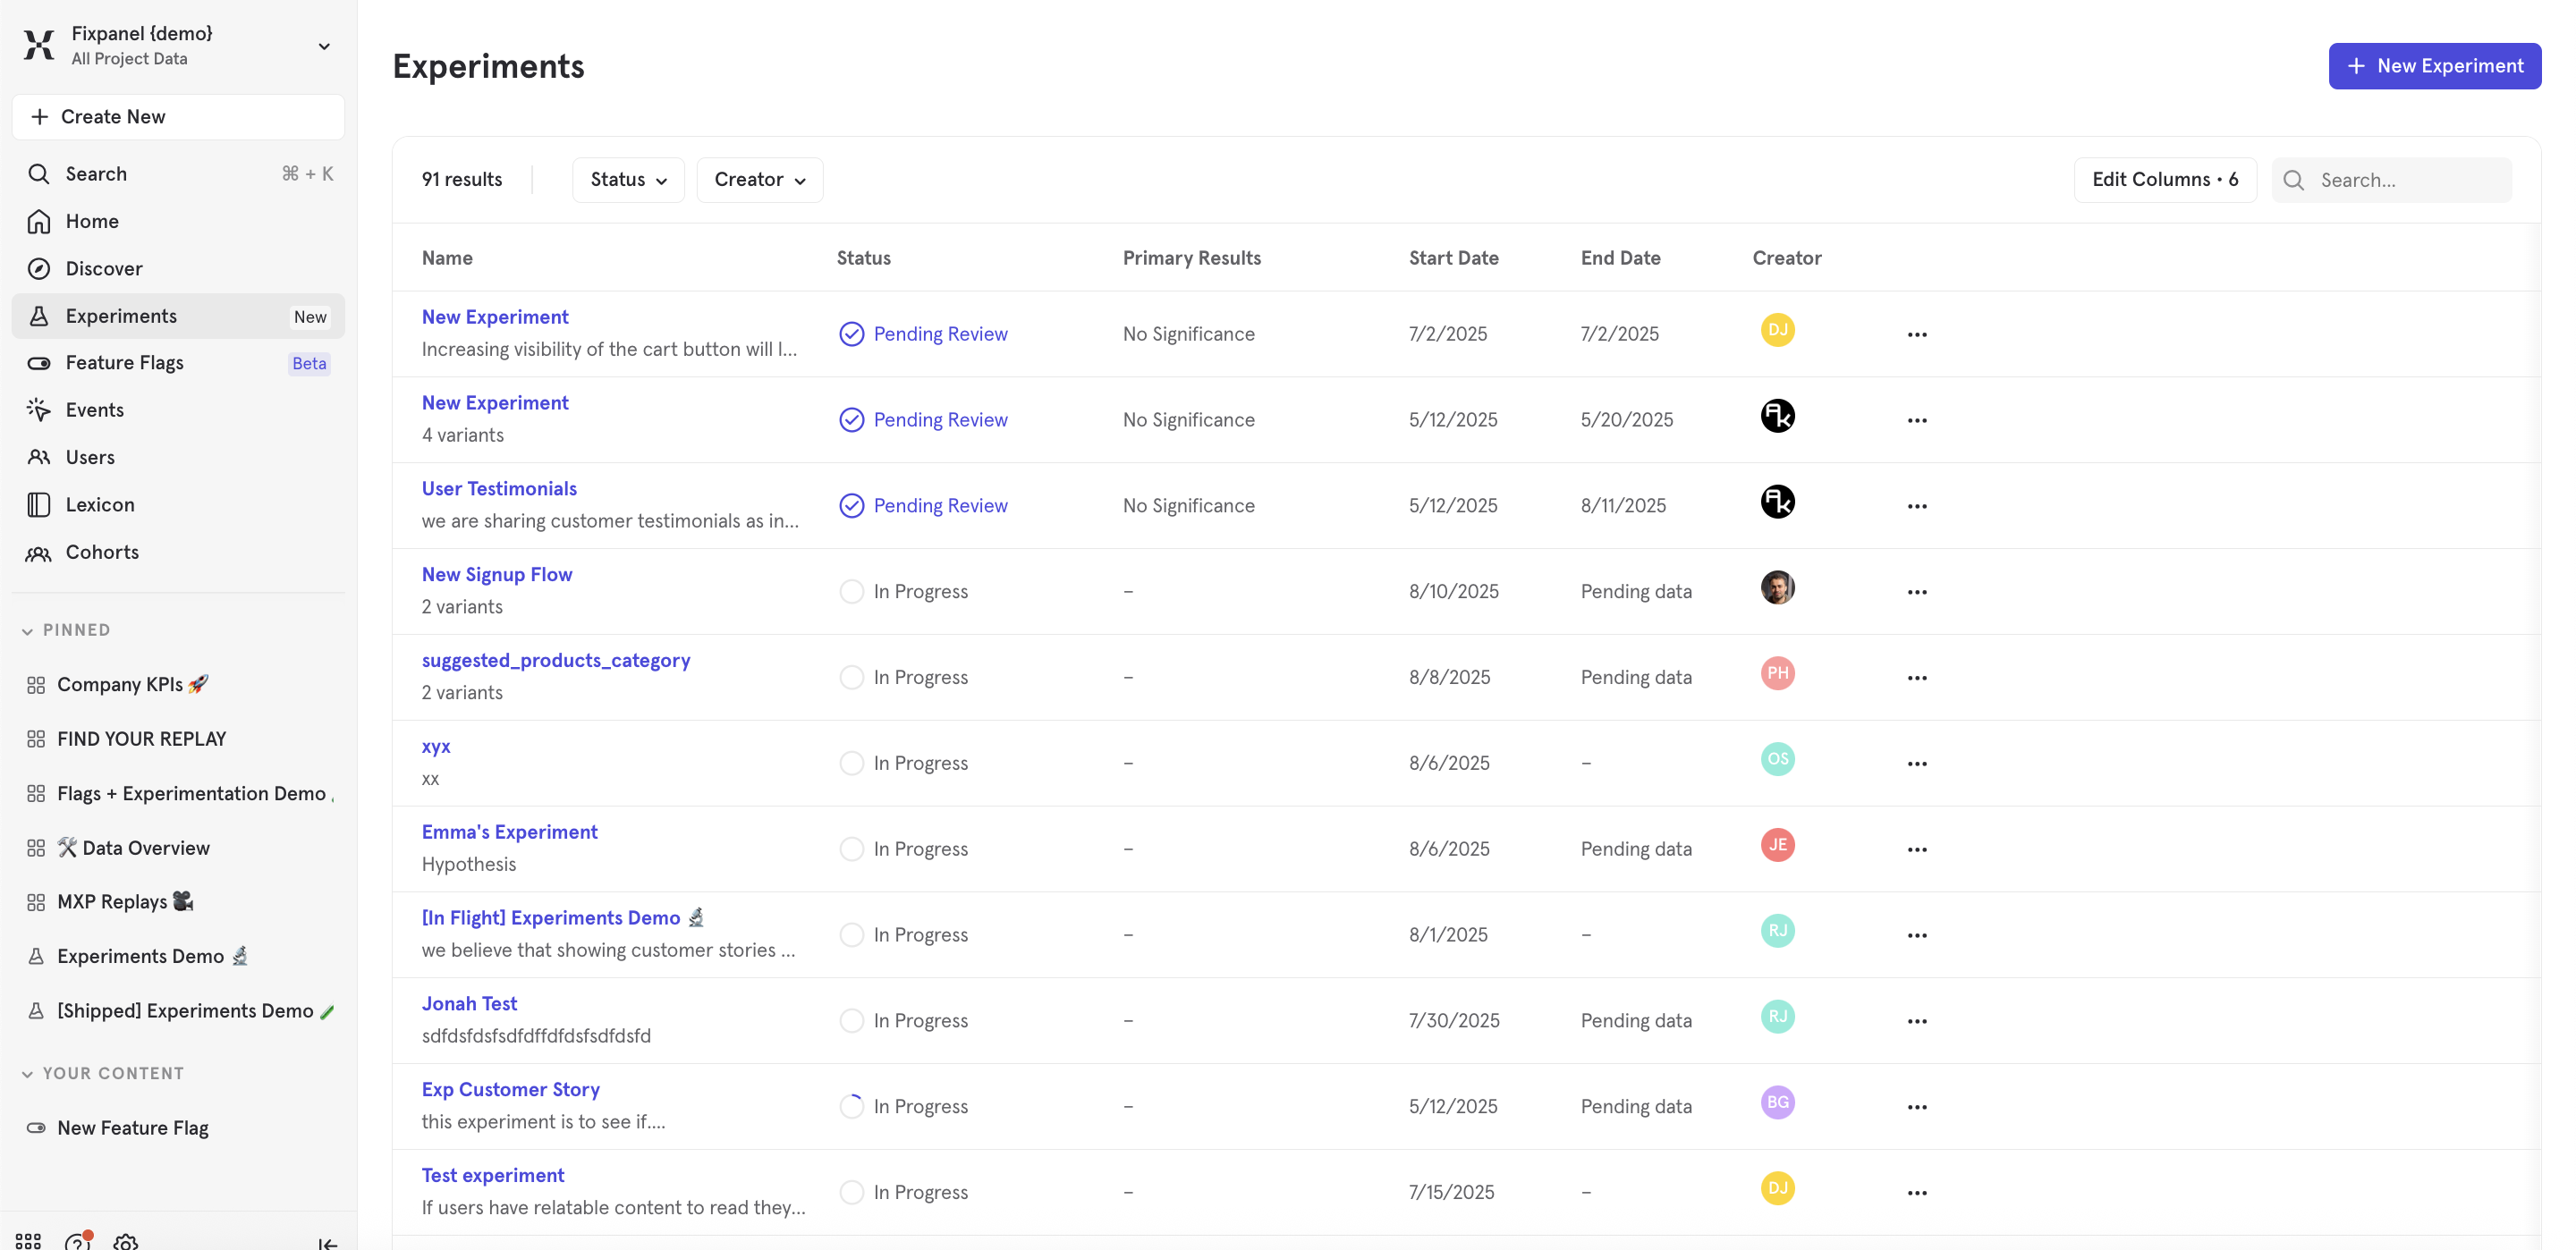 Fixpanel {demo}
All Project Data
Create New
Search ⌘ + K
Home
Discover
Experiments New
Feature Flags Beta
Events
Users
Lexicon
Cohorts
PINNED
Company KPIs 🚀
FIND YOUR REPLAY
Flags + Experimentation Demo
🛠 Data Overview
MXP Replays 🎥
Experiments Demo 🔬
[Shipped] Experiments Demo
YOUR CONTENT
New Feature Flag
Experiments
+ New Experiment
91 results Status Creator Edit Columns • 6 Search...
Name Status Primary Results Start Date End Date Creator
New Experiment
Increasing visibility of the cart button will l...
Pending Review No Significance 7/2/2025 7/2/2025 DJ
New Experiment
4 variants
Pending Review No Significance 5/12/2025 5/20/2025
User Testimonials
we are sharing customer testimonials as in...
Pending Review No Significance 5/12/2025 8/11/2025
New Signup Flow
2 variants
In Progress – 8/10/2025 Pending data
suggested_products_category
2 variants
In Progress – 8/8/2025 Pending data PH
xyx
xx
In Progress – 8/6/2025 – OS
Emma's Experiment
Hypothesis
In Progress – 8/6/2025 Pending data JE
[In Flight] Experiments Demo 🔬
we believe that showing customer stories ...
In Progress – 8/1/2025 – RJ
Jonah Test
sdfdsfdsfsdfdffdfdsfsdfdsfd
In Progress – 7/30/2025 Pending data RJ
Exp Customer Story
this experiment is to see if....
In Progress – 5/12/2025 Pending data BG
Test experiment
If users have relatable content to read they...
In Progress – 7/15/2025 – DJ